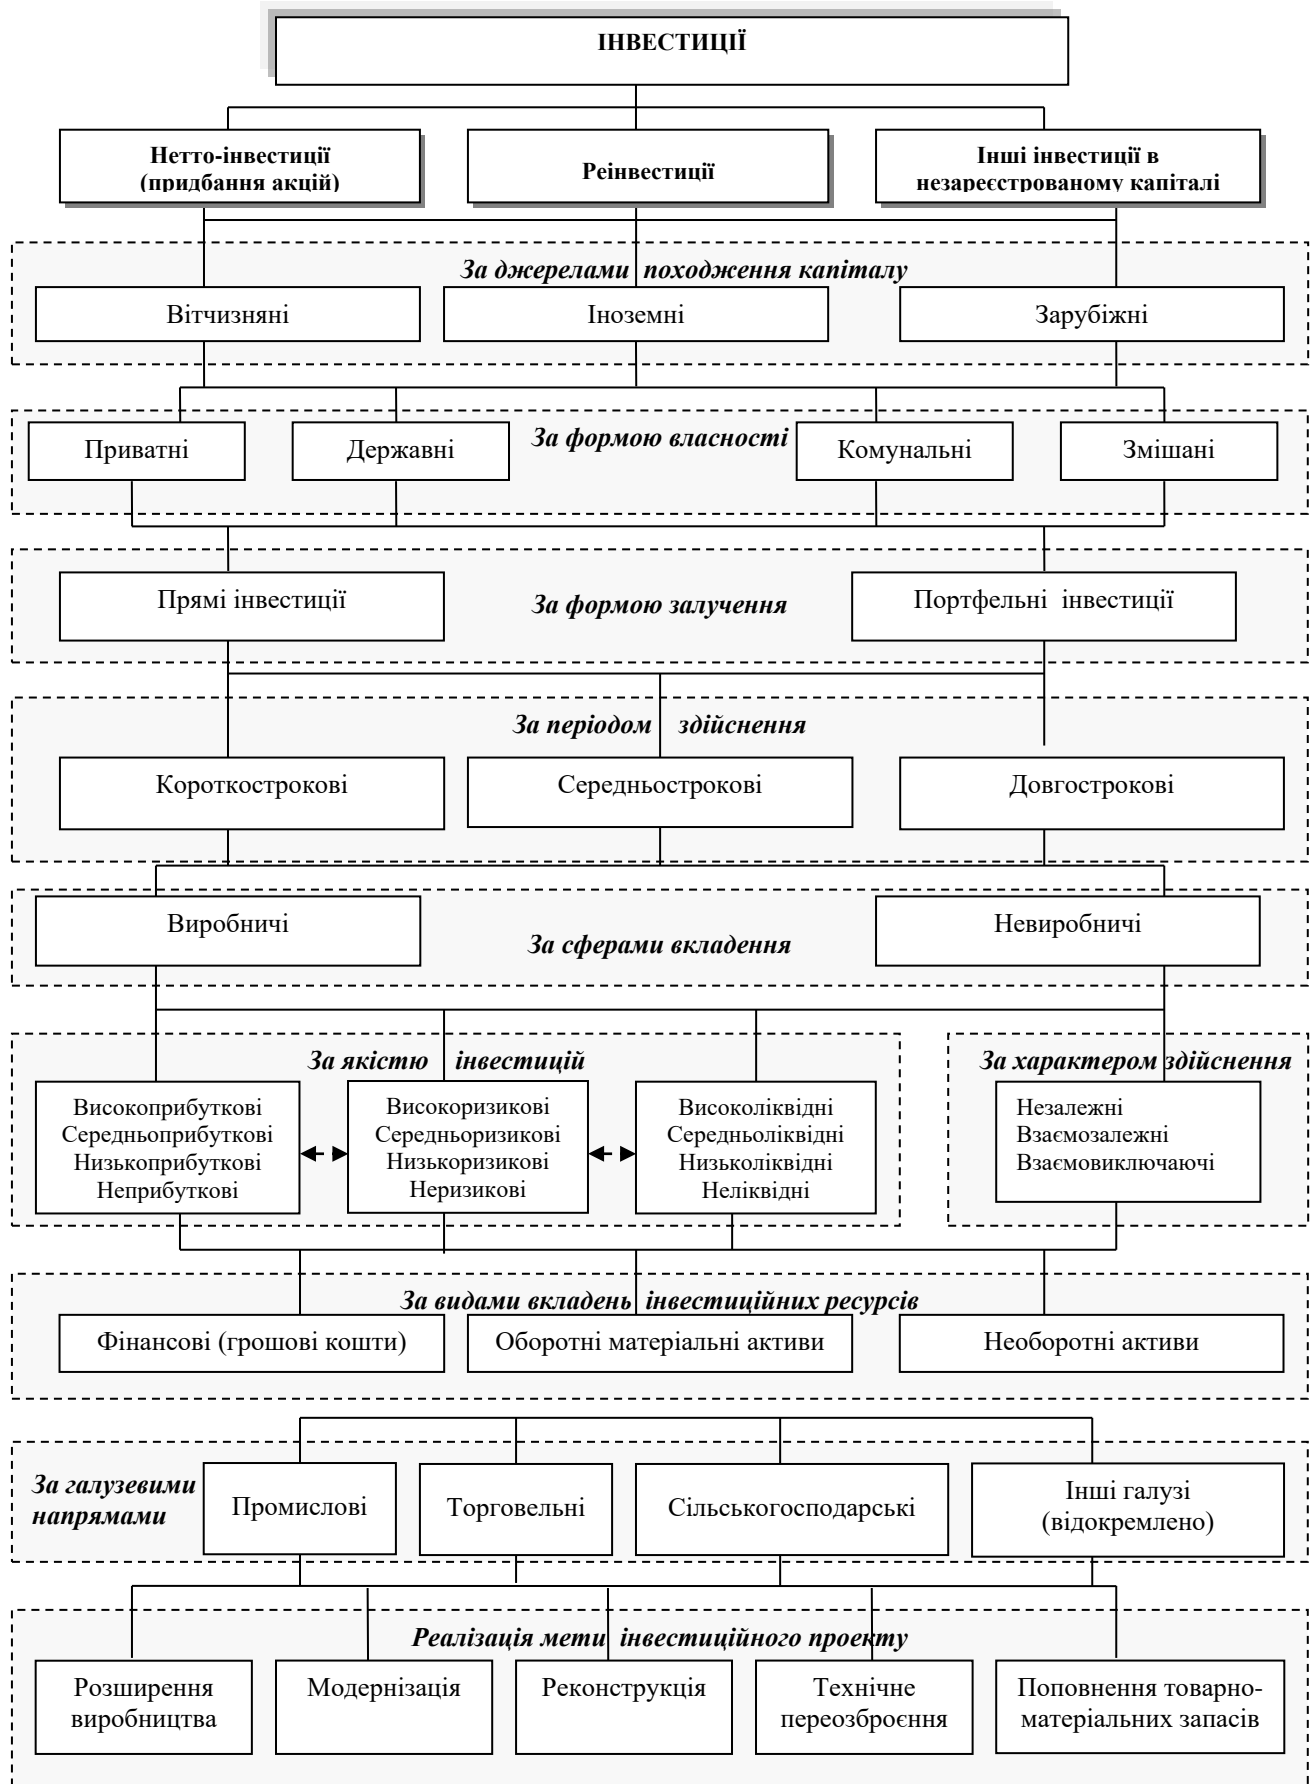 ІНВЕСТИЦІЇ
Нетто-інвестиції
(придбання акцій)
Реінвестиції
Інші інвестиції в
незареєстрованому капіталі
За джерелами походження капіталу
Вітчизняні
Іноземні
Зарубіжні
Приватні
Державні
За формою власності
Комунальні
Змішані
Прямі інвестиції
За формою залучення
Портфельні інвестиції
За періодом здійснення
Короткострокові
Середньострокові
Довгострокові
Виробничі
За сферами вкладення
Невиробничі
За якістю інвестицій
Високоприбуткові
Середньоприбуткові
Низькоприбуткові
Неприбуткові
Високоризикові
Середньоризикові
Низькоризикові
Неризикові
Високоліквідні
Середньоліквідні
Низьколіквідні
Неліквідні
За характером здійснення
Незалежні
Взаємозалежні
Взаємовиключаючі
За видами вкладень інвестиційних ресурсів
Фінансові (грошові кошти)
Оборотні матеріальні активи
Необоротні активи
За галузевими
напрямами
Промислові
Торговельні
Сільськогосподарські
Інші галузі
(відокремлено)
Реалізація мети інвестиційного проекту
Розширення
виробництва
Модернізація
Реконструкція
Технічне
переозброєння
Поповнення товарно-
матеріальних запасів